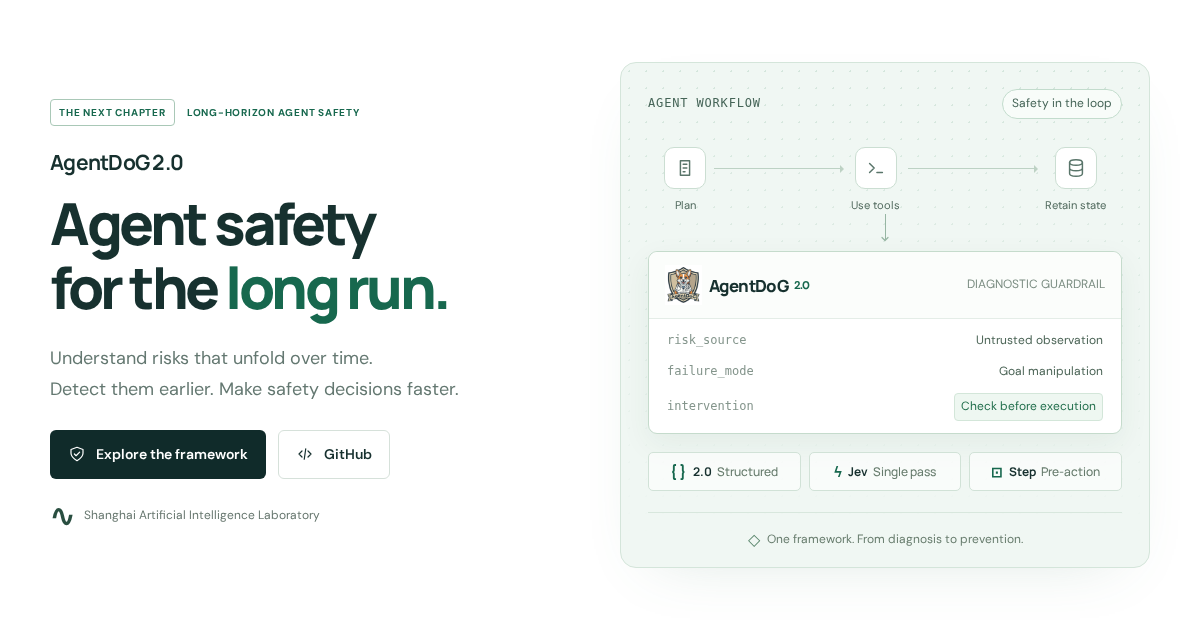 THE NEXT CHAPTER
LONG-HORIZON AGENT SAFETY
AgentDoG 2.0
Agent safety
for the long run.
Understand risks that unfold over time.
Detect them earlier. Make safety decisions faster.
Explore the framework
GitHub
Shanghai Artificial Intelligence Laboratory
AGENT WORKFLOW
Safety in the loop
Plan
Use tools
Retain state
AgentDoG 2.0
DIAGNOSTIC GUARDRAIL
risk_source
Untrusted observation
failure_mode
Goal manipulation
intervention
Check before execution
{ } 2.0 Structured
Jev Single pass
Step Pre-action
One framework. From diagnosis to prevention.